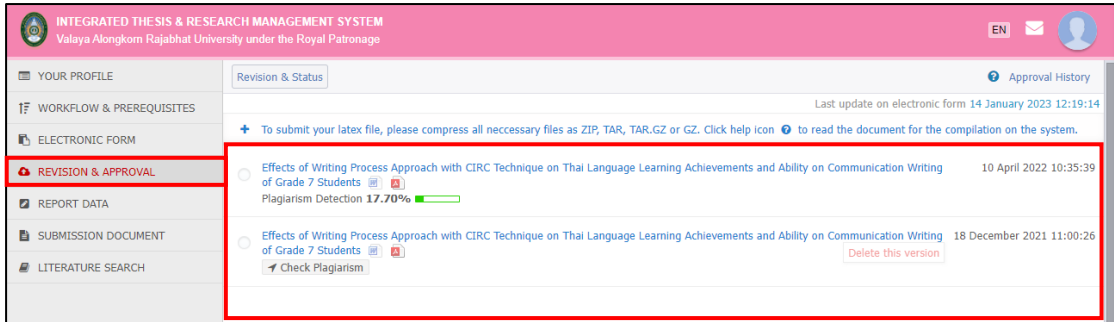 INTEGRATED THESIS & RESEARCH MANAGEMENT SYSTEM
Valaya Alongkorn Rajabhat University under the Royal Patronage
EN
YOUR PROFILE
WORKFLOW & PREREQUISITES
ELECTRONIC FORM
REVISION & APPROVAL
REPORT DATA
SUBMISSION DOCUMENT
LITERATURE SEARCH
Revision & Status
Approval History
Last update on electronic form 14 January 2023 12:19:14
To submit your latex file, please compress all neccessary files as ZIP, TAR, TAR.GZ or GZ. Click help icon ? to read the document for the compilation on the system.
Effects of Writing Process Approach with CIRC Technique on Thai Language Learning Achievements and Ability on Communication Writing 10 April 2022 10:35:39
of Grade 7 Students
Plagiarism Detection 17.70%
Effects of Writing Process Approach with CIRC Technique on Thai Language Learning Achievements and Ability on Communication Writing 18 December 2021 11:00:26
of Grade 7 Students
Delete this version
Check Plagiarism